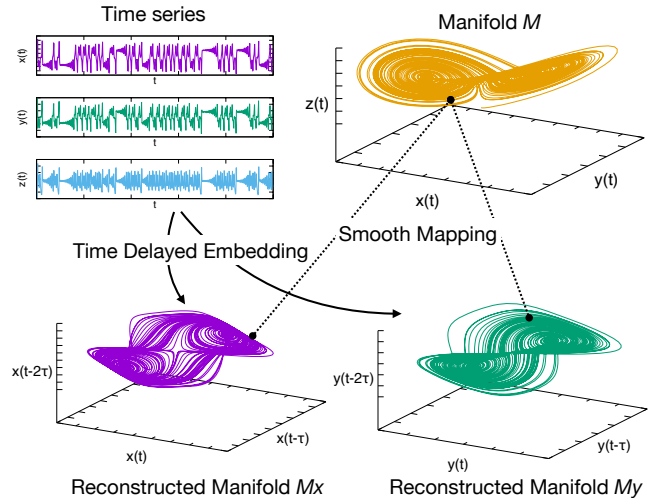 Time series
x(t)
t
y(t)
t
z(t)
t
Manifold M
z(t)
x(t)
y(t)
Time Delayed Embedding
Smooth Mapping
x(t-2τ)
x(t)
x(t-τ)
Reconstructed Manifold Mx
y(t-2τ)
y(t)
y(t-τ)
Reconstructed Manifold My